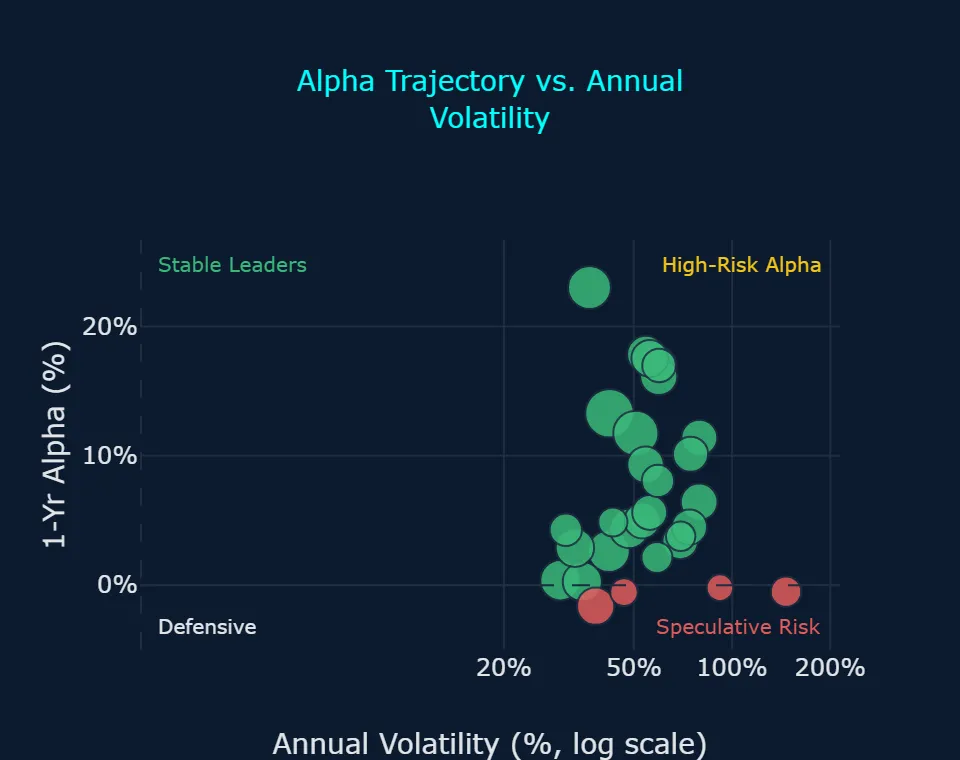 Alpha Trajectory vs. Annual
Volatility
Stable Leaders
High-Risk Alpha
20%
10%
0%
1-Yr Alpha (%)
Defensive
Speculative Risk
20%
50%
100%
200%
Annual Volatility (%, log scale)